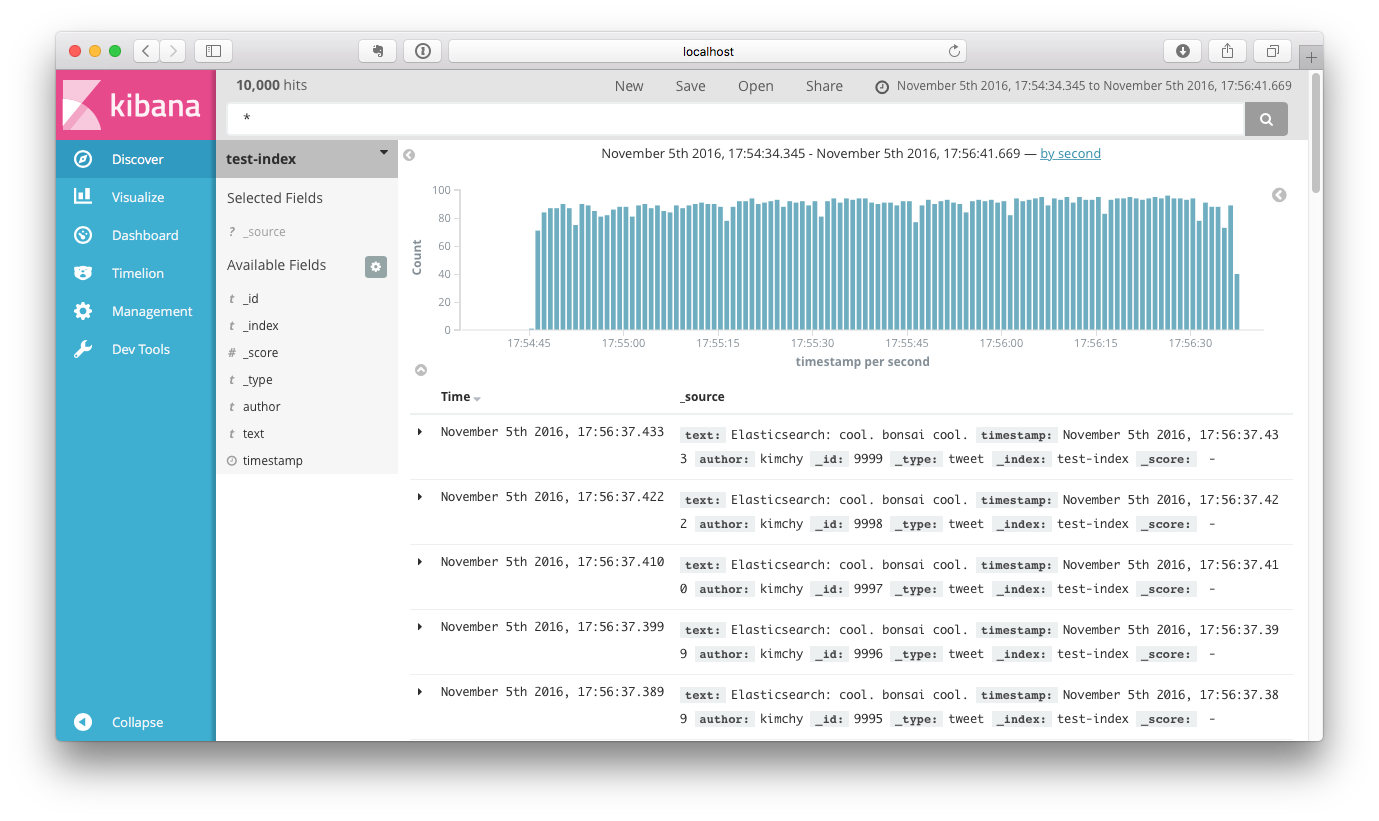 localhost
kibana
10,000 hits
New Save Open Share November 5th 2016, 17:54:34.345 to November 5th 2016, 17:56:41.669
*
Discover
Visualize
Dashboard
Timelion
Management
Dev Tools
Collapse
test-index
Selected Fields
? _source
Available Fields
t _id
t _index
# _score
t _type
t author
t text
timestamp
November 5th 2016, 17:54:34.345 - November 5th 2016, 17:56:41.669 — by second
Count
100
80
60
40
20
0
17:54:45 17:55:00 17:55:15 17:55:30 17:55:45 17:56:00 17:56:15 17:56:30
timestamp per second
Time _source
November 5th 2016, 17:56:37.433 text: Elasticsearch: cool. bonsai cool. timestamp: November 5th 2016, 17:56:37.43
3 author: kimchy _id: 9999 _type: tweet _index: test-index _score: -
November 5th 2016, 17:56:37.422 text: Elasticsearch: cool. bonsai cool. timestamp: November 5th 2016, 17:56:37.42
2 author: kimchy _id: 9998 _type: tweet _index: test-index _score: -
November 5th 2016, 17:56:37.410 text: Elasticsearch: cool. bonsai cool. timestamp: November 5th 2016, 17:56:37.41
0 author: kimchy _id: 9997 _type: tweet _index: test-index _score: -
November 5th 2016, 17:56:37.399 text: Elasticsearch: cool. bonsai cool. timestamp: November 5th 2016, 17:56:37.39
9 author: kimchy _id: 9996 _type: tweet _index: test-index _score: -
November 5th 2016, 17:56:37.389 text: Elasticsearch: cool. bonsai cool. timestamp: November 5th 2016, 17:56:37.38
9 author: kimchy _id: 9995 _type: tweet _index: test-index _score: -